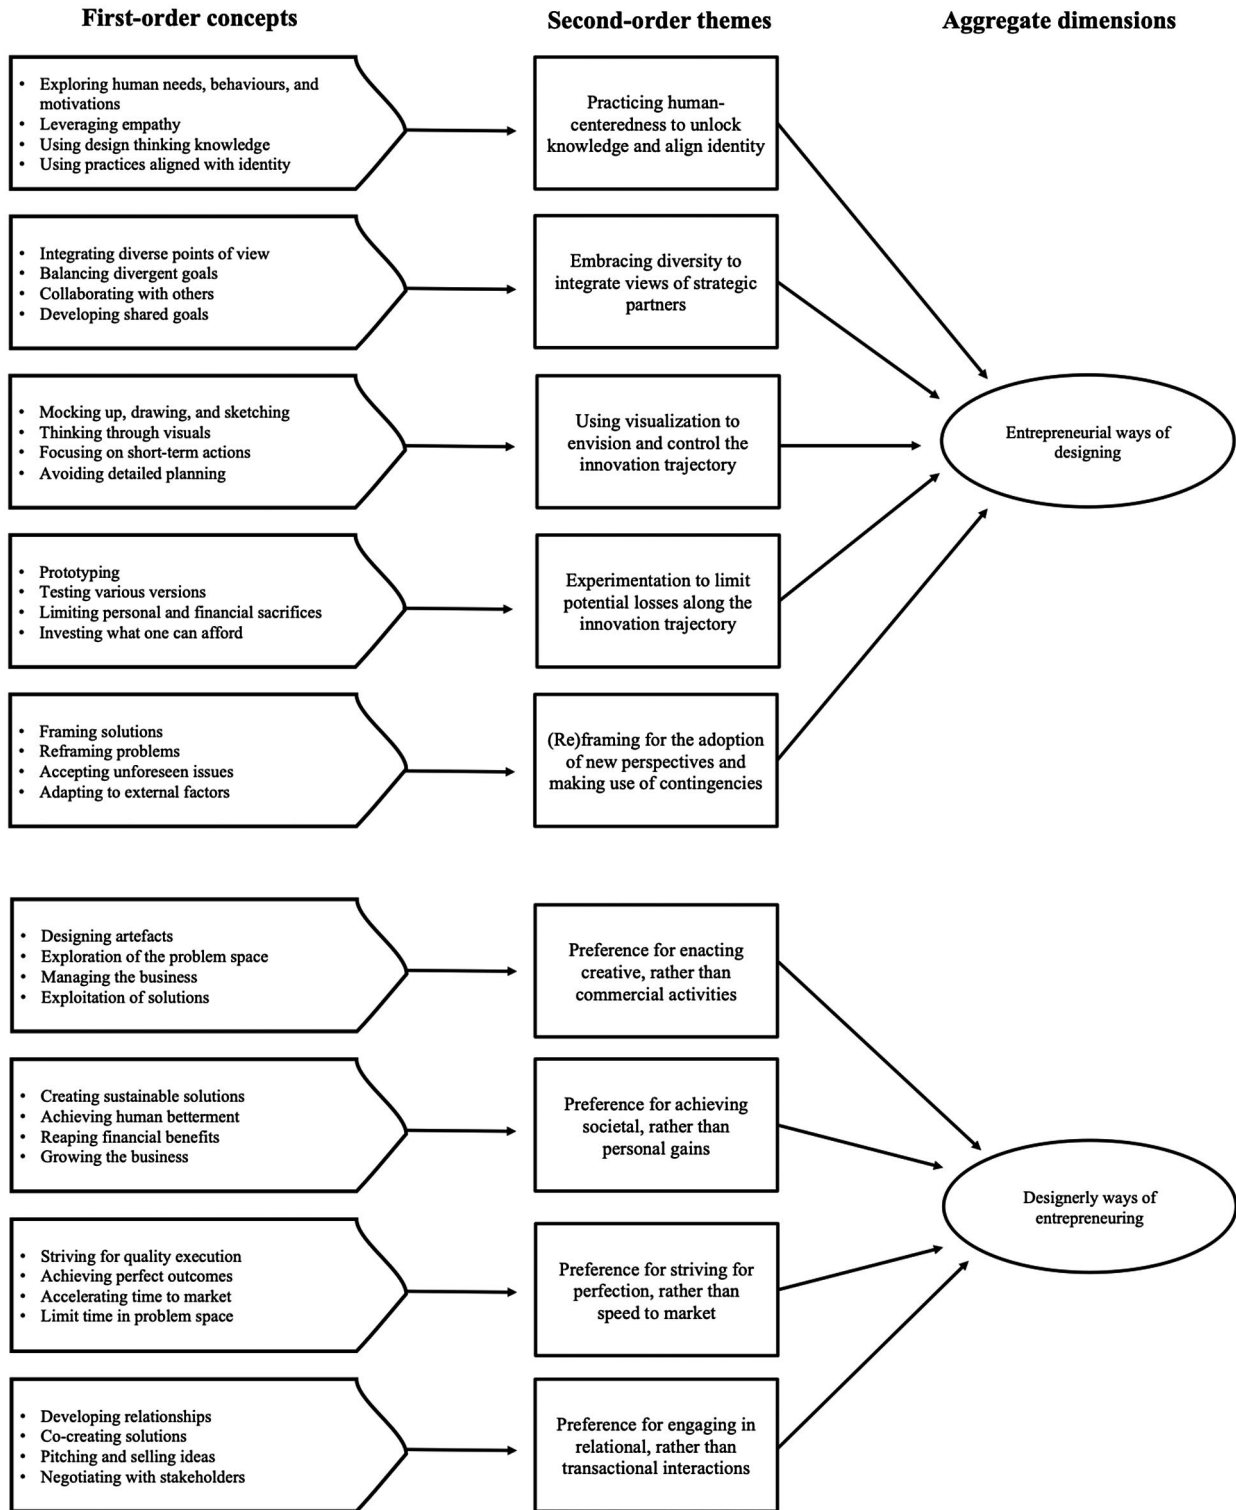 First-order concepts
Second-order themes
Aggregate dimensions
• Exploring human needs, behaviours, and
motivations
• Leveraging empathy
• Using design thinking knowledge
• Using practices aligned with identity
Practicing human-
centeredness to unlock
knowledge and align identity
• Integrating diverse points of view
• Balancing divergent goals
• Collaborating with others
• Developing shared goals
Embracing diversity to
integrate views of strategic
partners
• Mocking up, drawing, and sketching
• Thinking through visuals
• Focusing on short-term actions
• Avoiding detailed planning
Using visualization to
envision and control the
innovation trajectory
Entrepreneurial ways of
designing
• Prototyping
• Testing various versions
• Limiting personal and financial sacrifices
• Investing what one can afford
Experimentation to limit
potential losses along the
innovation trajectory
• Framing solutions
• Reframing problems
• Accepting unforeseen issues
• Adapting to external factors
(Re)framing for the adoption
of new perspectives and
making use of contingencies
• Designing artefacts
• Exploration of the problem space
• Managing the business
• Exploitation of solutions
Preference for enacting
creative, rather than
commercial activities
• Creating sustainable solutions
• Achieving human betterment
• Reaping financial benefits
• Growing the business
Preference for achieving
societal, rather than
personal gains
Designerly ways of
entrepreneuring
• Striving for quality execution
• Achieving perfect outcomes
• Accelerating time to market
• Limit time in problem space
Preference for striving for
perfection, rather than
speed to market
• Developing relationships
• Co-creating solutions
• Pitching and selling ideas
• Negotiating with stakeholders
Preference for engaging in
relational, rather than
transactional interactions